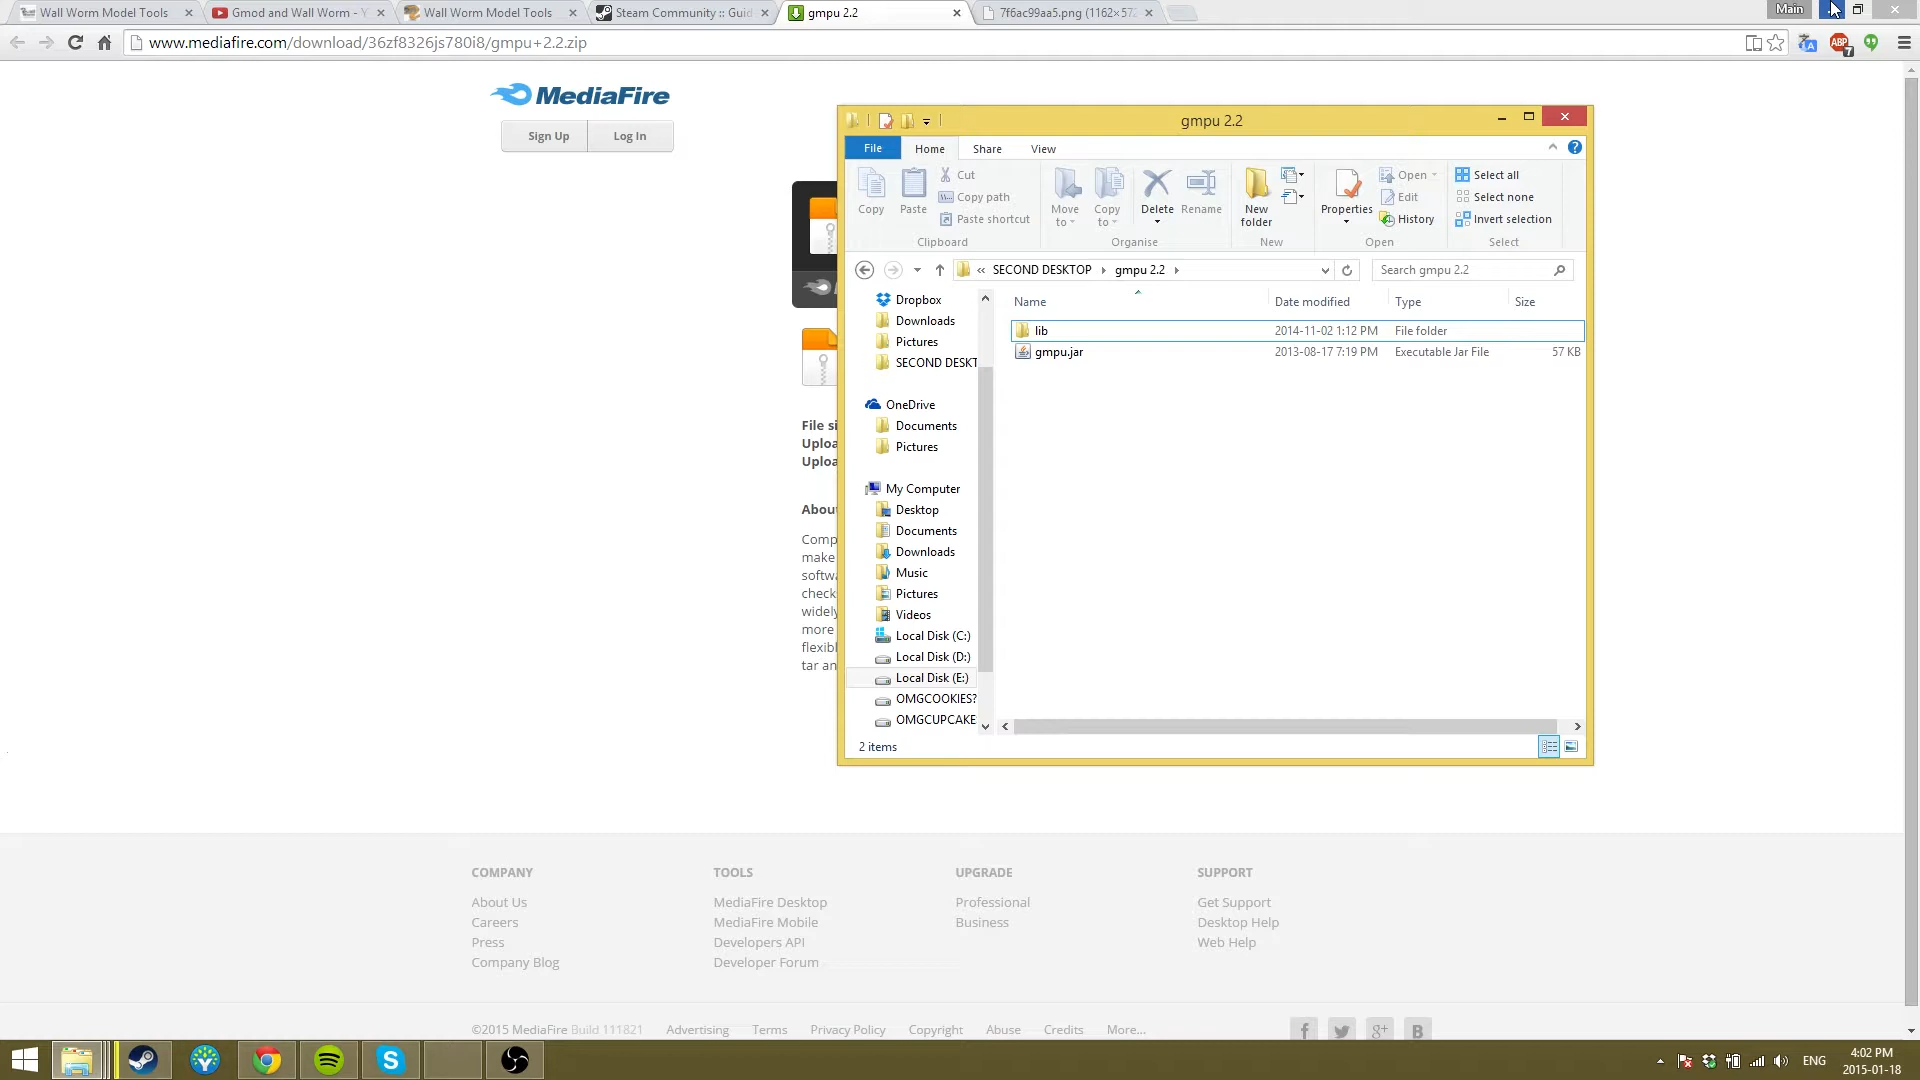 Wall Worm Model Tools
Gmod and Wall Worm - Y
Wall Worm Model Tools
Steam Community :: Guid
gmpu 2.2
7f6ac99aa5.png (1162×572
Main
www.mediafire.com/download/36zf8326js780i8/gmpu+2.2.zip
ABP
7
MediaFire
Sign Up
Log In
gmpu 2.2
File
Home
Share
View
Copy
Paste
Cut
Copy path
Paste shortcut
Clipboard
Move to
Copy to
Delete
Rename
Organise
New folder
New
Properties
Open
Edit
History
Open
Select all
Select none
Invert selection
Select
« SECOND DESKTOP
gmpu 2.2
Search gmpu 2.2
Name
Date modified
Type
Size
lib
2014-11-02 1:12 PM
File folder
gmpu.jar
2013-08-17 7:19 PM
Executable Jar File
57 KB
Dropbox
Downloads
Pictures
SECOND DESKT
OneDrive
Documents
Pictures
My Computer
Desktop
Documents
Downloads
Music
Pictures
Videos
Local Disk (C:)
Local Disk (D:)
Local Disk (E:)
OMGCOOKIES?
OMGCUPCAKE
2 items
File si
Uploa
Uploa
About
Comp
make
softwa
check
widely
more
flexibl
tar an
COMPANY
About Us
Careers
Press
Company Blog
TOOLS
MediaFire Desktop
MediaFire Mobile
Developers API
Developer Forum
UPGRADE
Professional
Business
SUPPORT
Get Support
Desktop Help
Web Help
©2015 MediaFire Build 111821
Advertising
Terms
Privacy Policy
Copyright
Abuse
Credits
More...
ENG
4:02 PM
2015-01-18